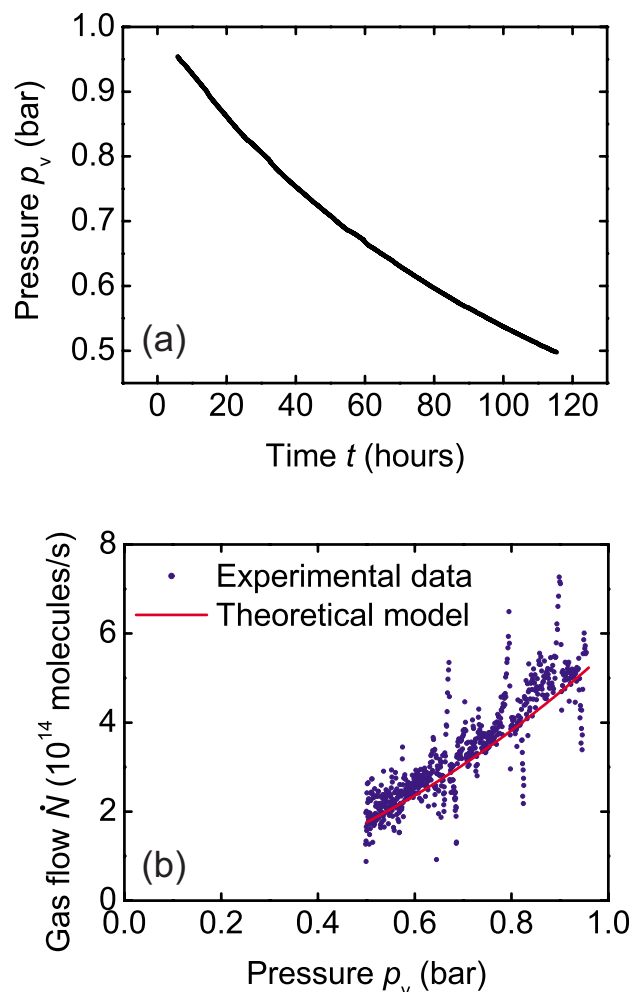 1.0
0.9
0.8
0.7
0.6
0.5
Pressure pv (bar)
(a)
0 20 40 60 80 100 120
Time t (hours)
8
6
4
2
0
Gas flow Ṅ (10^14 molecules/s)
Experimental data
Theoretical model
(b)
0.0 0.2 0.4 0.6 0.8 1.0
Pressure pv (bar)